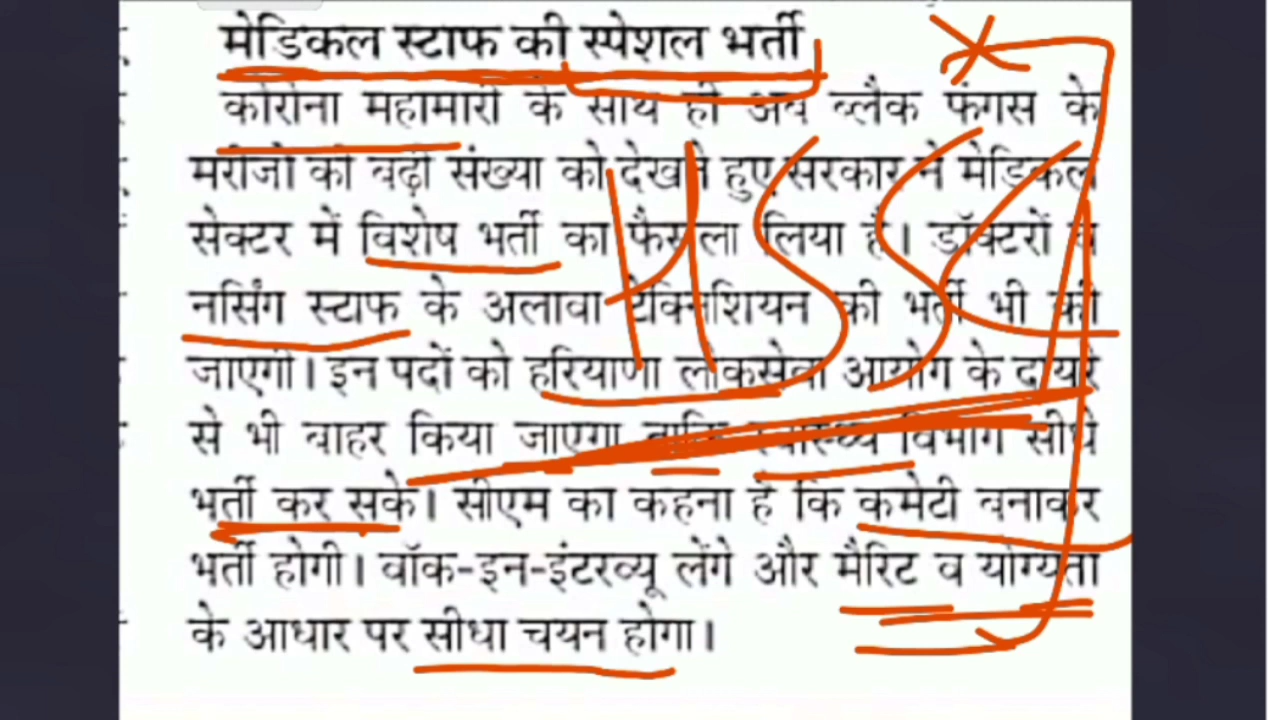 मेडिकल स्टाफ की स्पेशल भर्ती
कोरोना महामारी के साथ ही अब ब्लैक फंगस के
मरीजों की बढ़ी संख्या को देखते हुए सरकार ने मेडिकल
सेक्टर में विशेष भर्ती का फैसला लिया है। डॉक्टरों व
नर्सिंग स्टाफ के अलावा टेक्निशियन की भर्ती भी की
जाएगी। इन पदों को हरियाणा लोकसेवा आयोग के दायरे
से भी बाहर किया जाएगा ताकि स्वास्थ्य विभाग सीधे
भर्ती कर सके। सीएम का कहना है कि कमेटी बनाकर
भर्ती होगी। वॉक-इन-इंटरव्यू लेंगे और मैरिट व योग्यता
के आधार पर सीधा चयन होगा।
HSSC